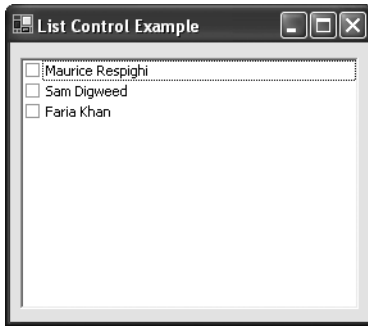 List Control Example
Maurice Respighi
Sam Digweed
Faria Khan